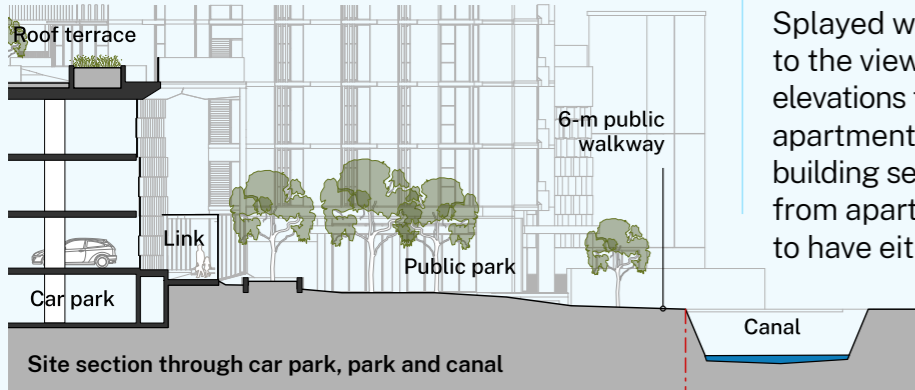 Roof terrace
6-m public
walkway
Link
Public park
Car park
Canal
Site section through car park, park and canal
Splayed w
to the view
elevations
apartment
building se
from apart
to have eit